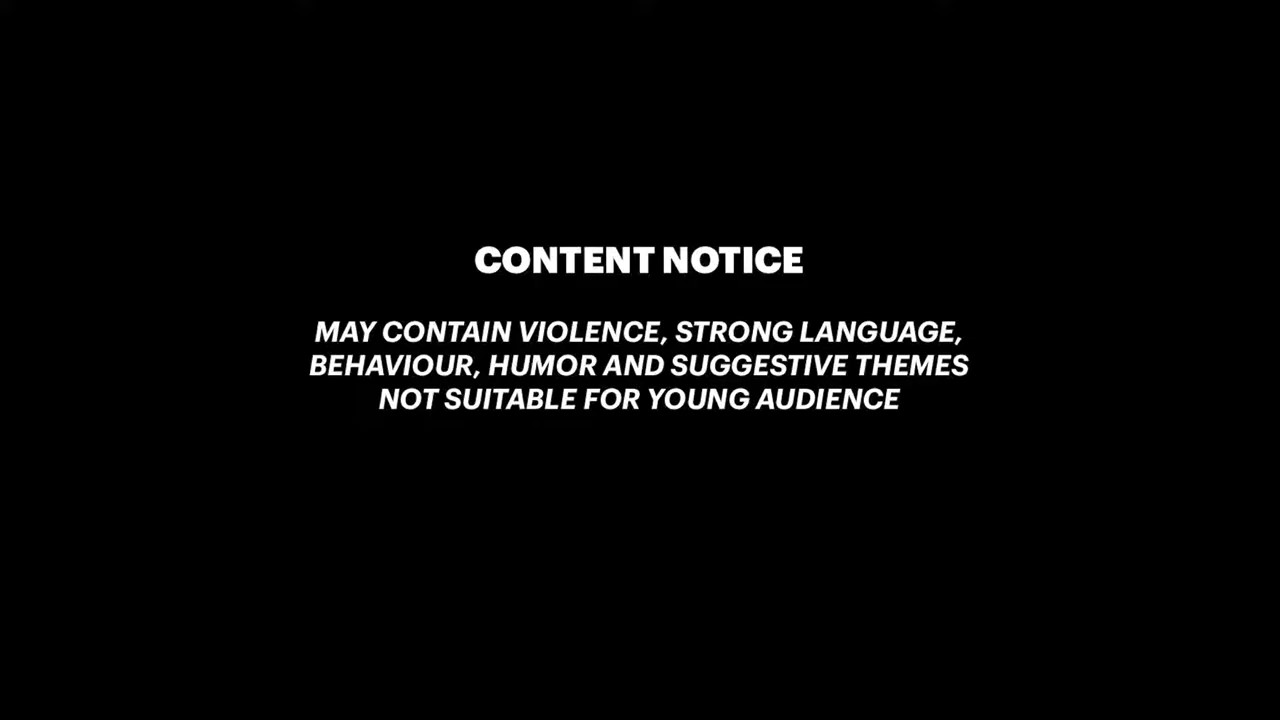 CONTENT NOTICE
MAY CONTAIN VIOLENCE, STRONG LANGUAGE,
BEHAVIOUR, HUMOR AND SUGGESTIVE THEMES
NOT SUITABLE FOR YOUNG AUDIENCE